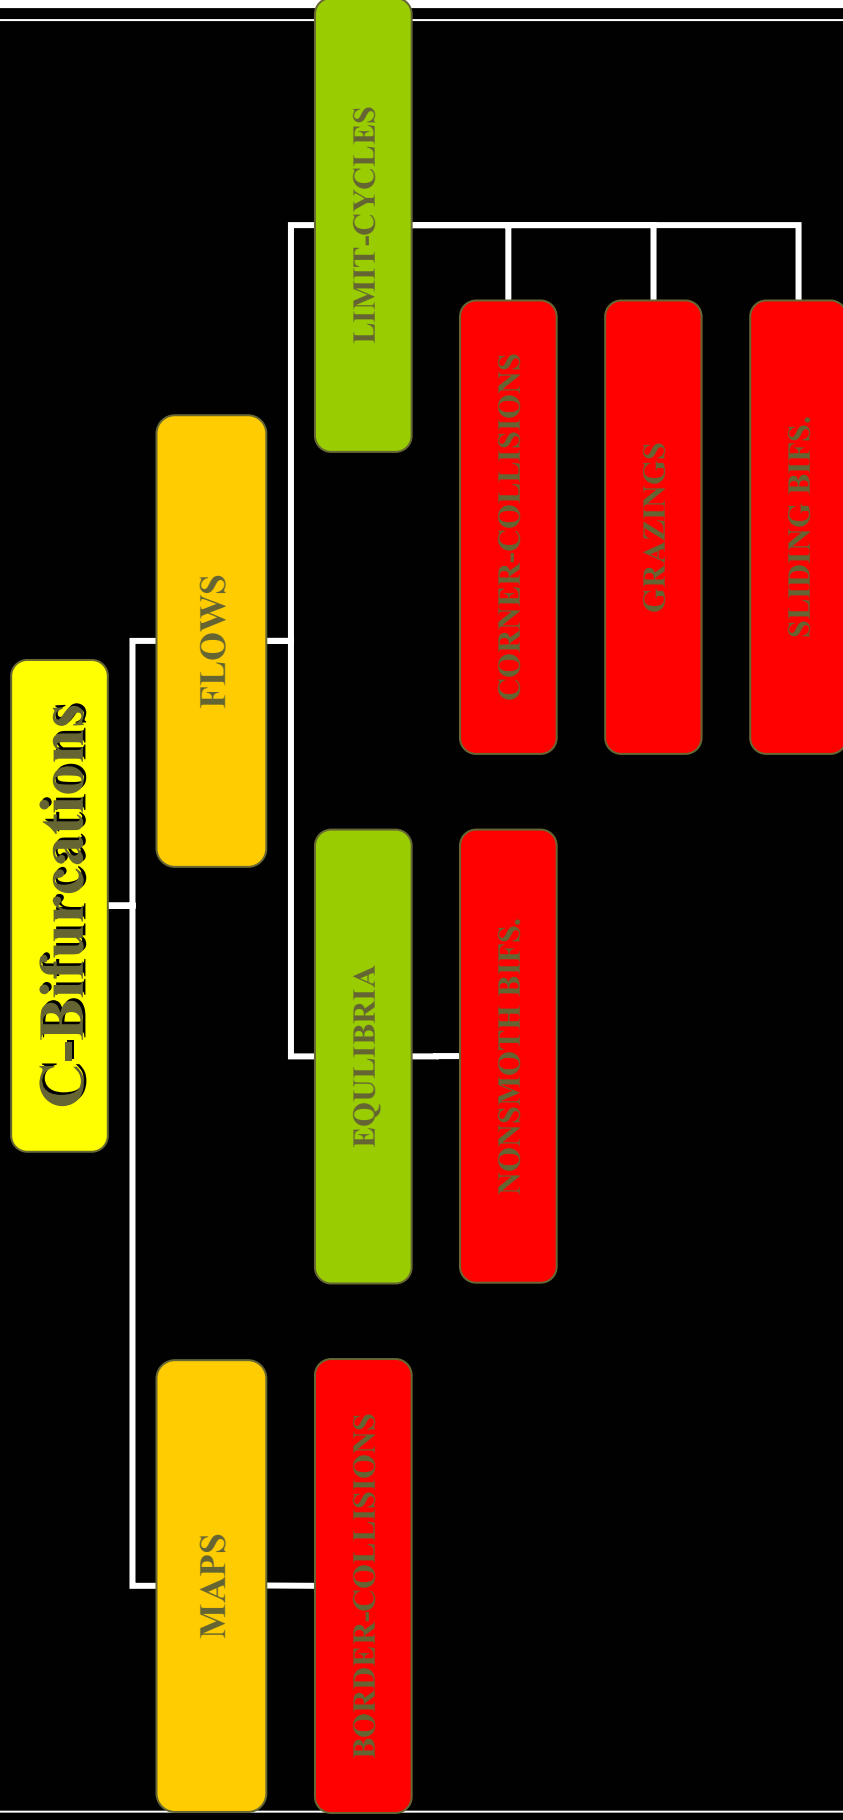 C-Bifurcations
MAPS
FLOWS
BORDER-COLLISIONS
EQULIBRIA
LIMIT-CYCLES
NONSMOTH BIFS.
CORNER-COLLISIONS
GRAZINGS
SLIDING BIFS.